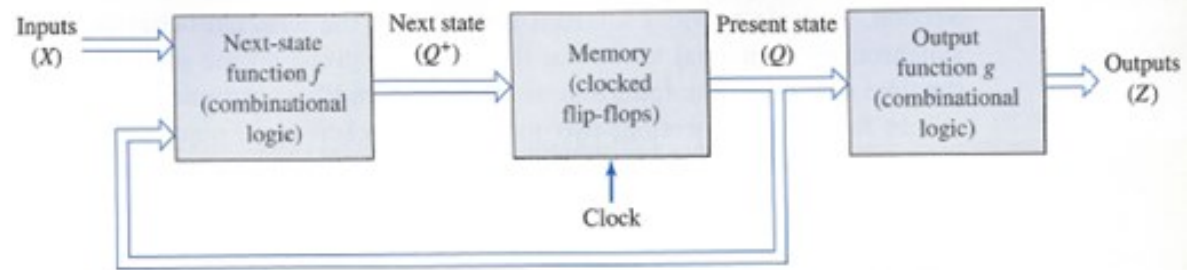 Inputs
(X)
Next-state
function f
(combinational
logic)
Next state
(Q⁺)
Memory
(clocked
flip-flops)
Clock
Present state
(Q)
Output
function g
(combinational
logic)
Outputs
(Z)